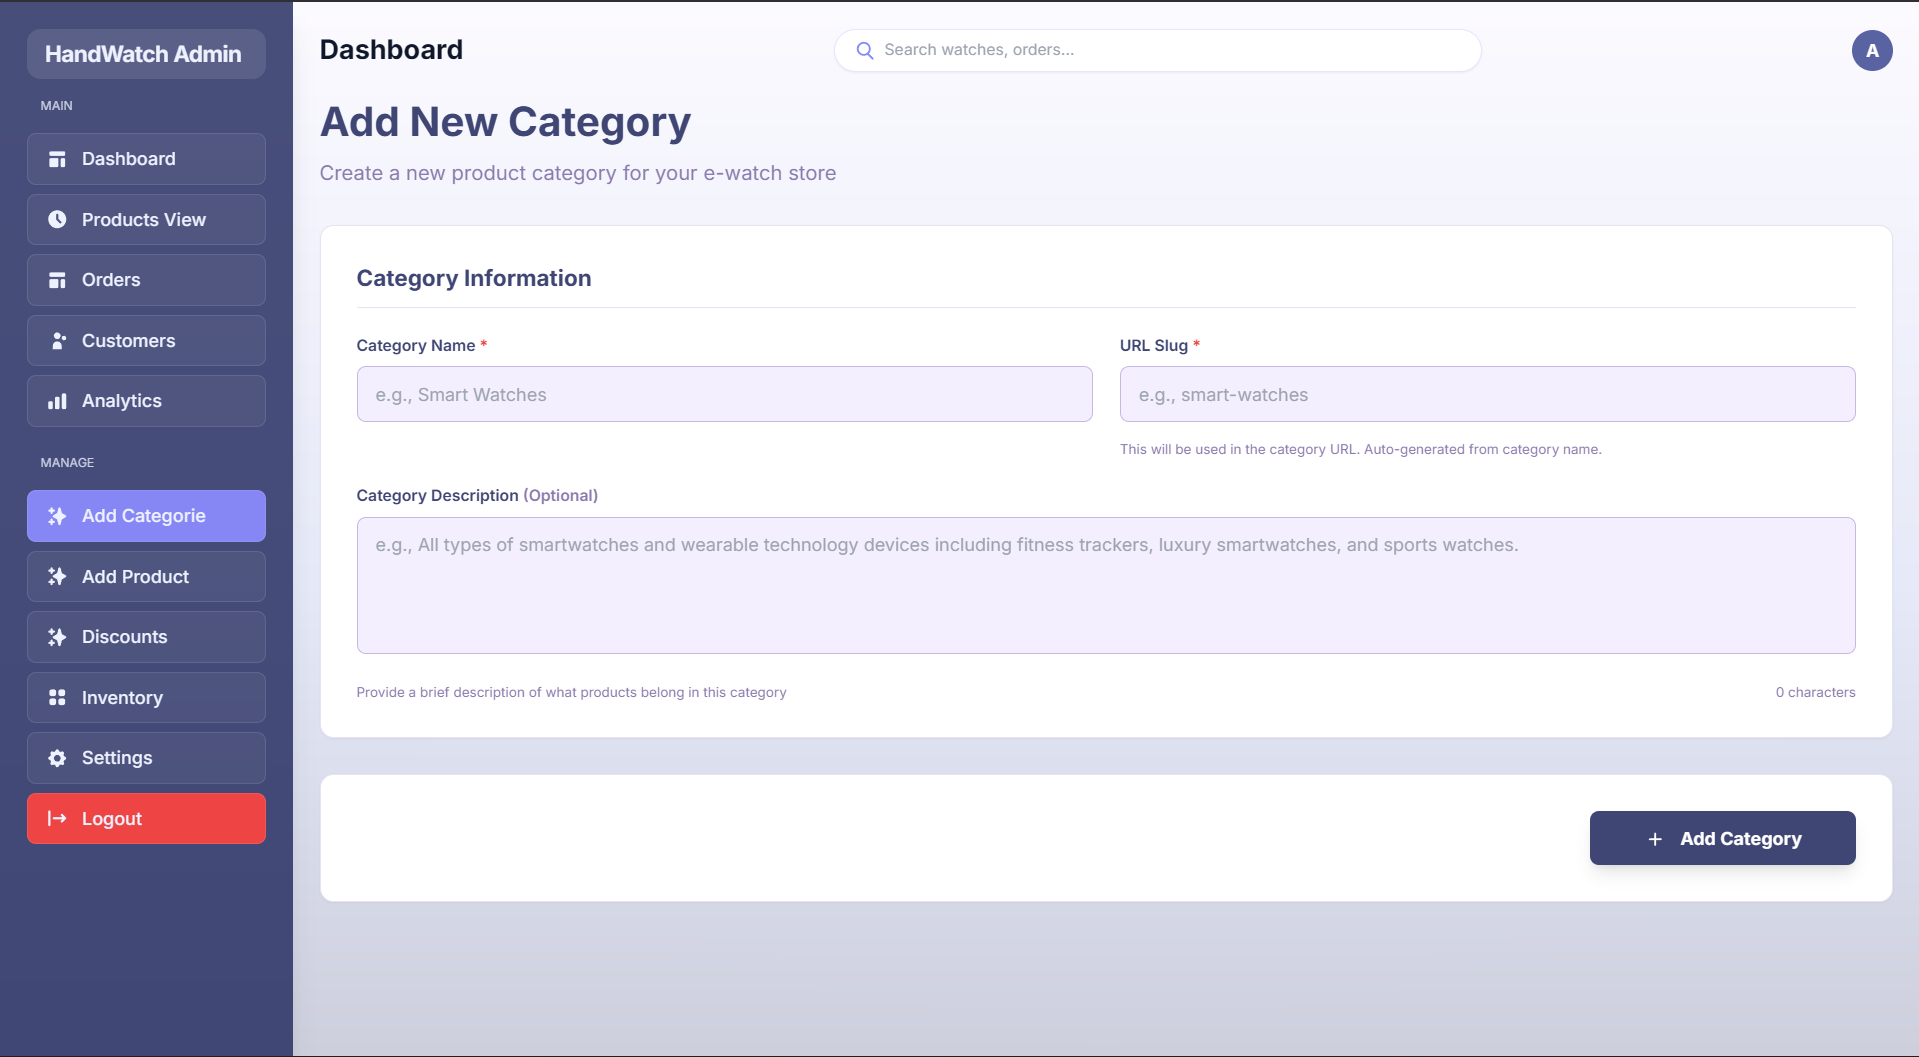 HandWatch Admin
MAIN
Dashboard
Products View
Orders
Customers
Analytics
MANAGE
Add Categorie
Add Product
Discounts
Inventory
Settings
Logout
Dashboard
Search watches, orders...
A
Add New Category
Create a new product category for your e-watch store
Category Information
Category Name *
e.g., Smart Watches
URL Slug *
e.g., smart-watches
This will be used in the category URL. Auto-generated from category name.
Category Description (Optional)
e.g., All types of smartwatches and wearable technology devices including fitness trackers, luxury smartwatches, and sports watches.
Provide a brief description of what products belong in this category
0 characters
+ Add Category